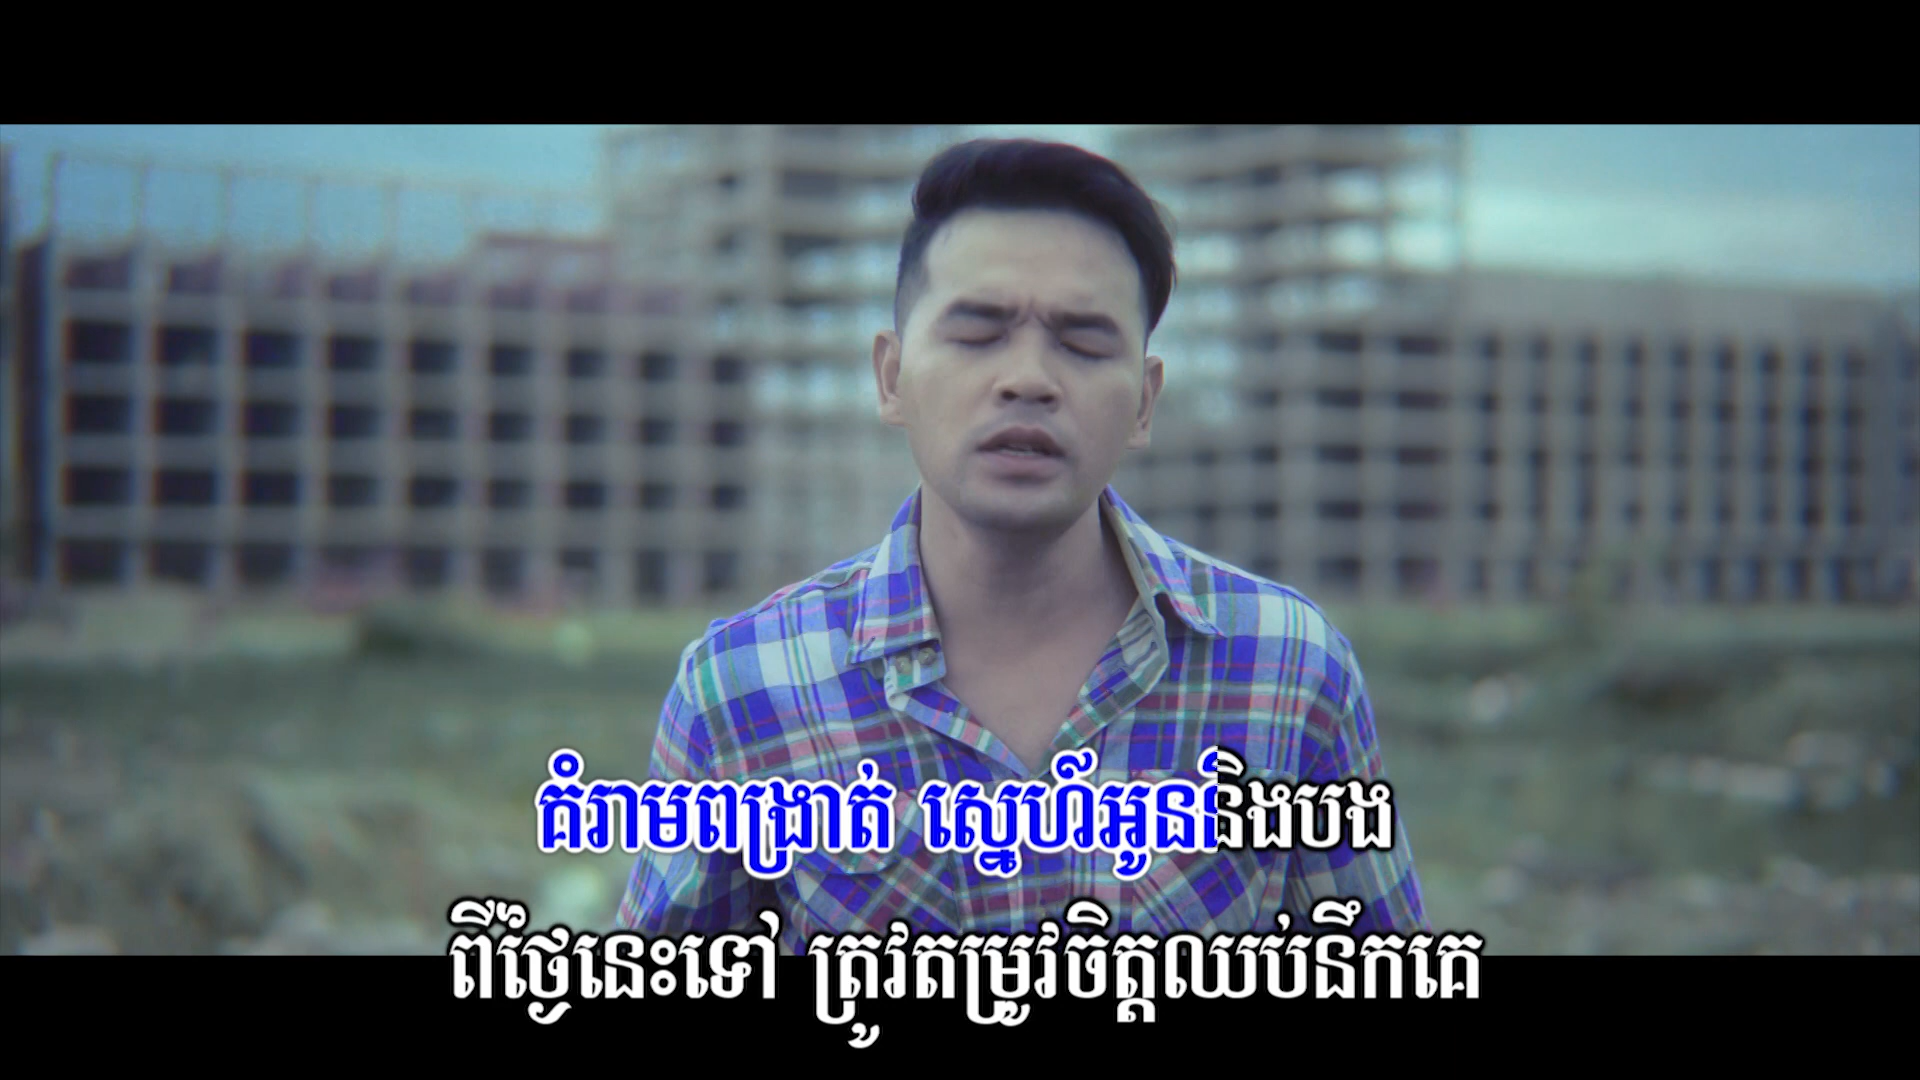 គំរាមពង្រាត់ ស្នេហ៍អូននិងបង
ពីថ្ងៃនេះទៅ ត្រូវតម្រូវចិត្តឈប់នឹកគេ